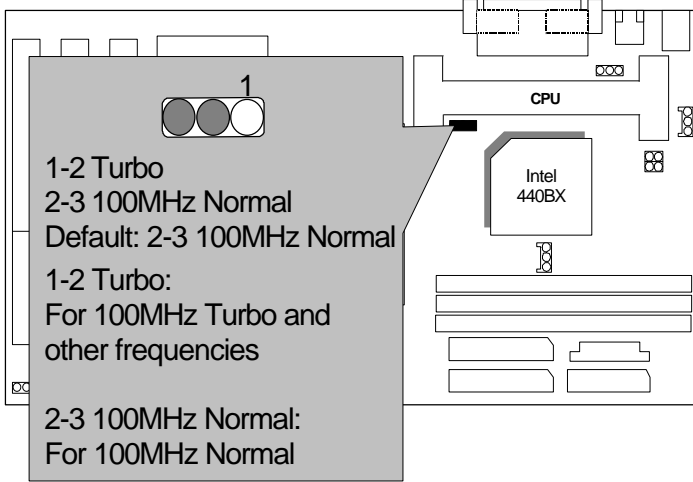 1
1-2 Turbo
2-3 100MHz Normal
Default: 2-3 100MHz Normal
1-2 Turbo:
For 100MHz Turbo and
other frequencies
2-3 100MHz Normal:
For 100MHz Normal
CPU
Intel
440BX